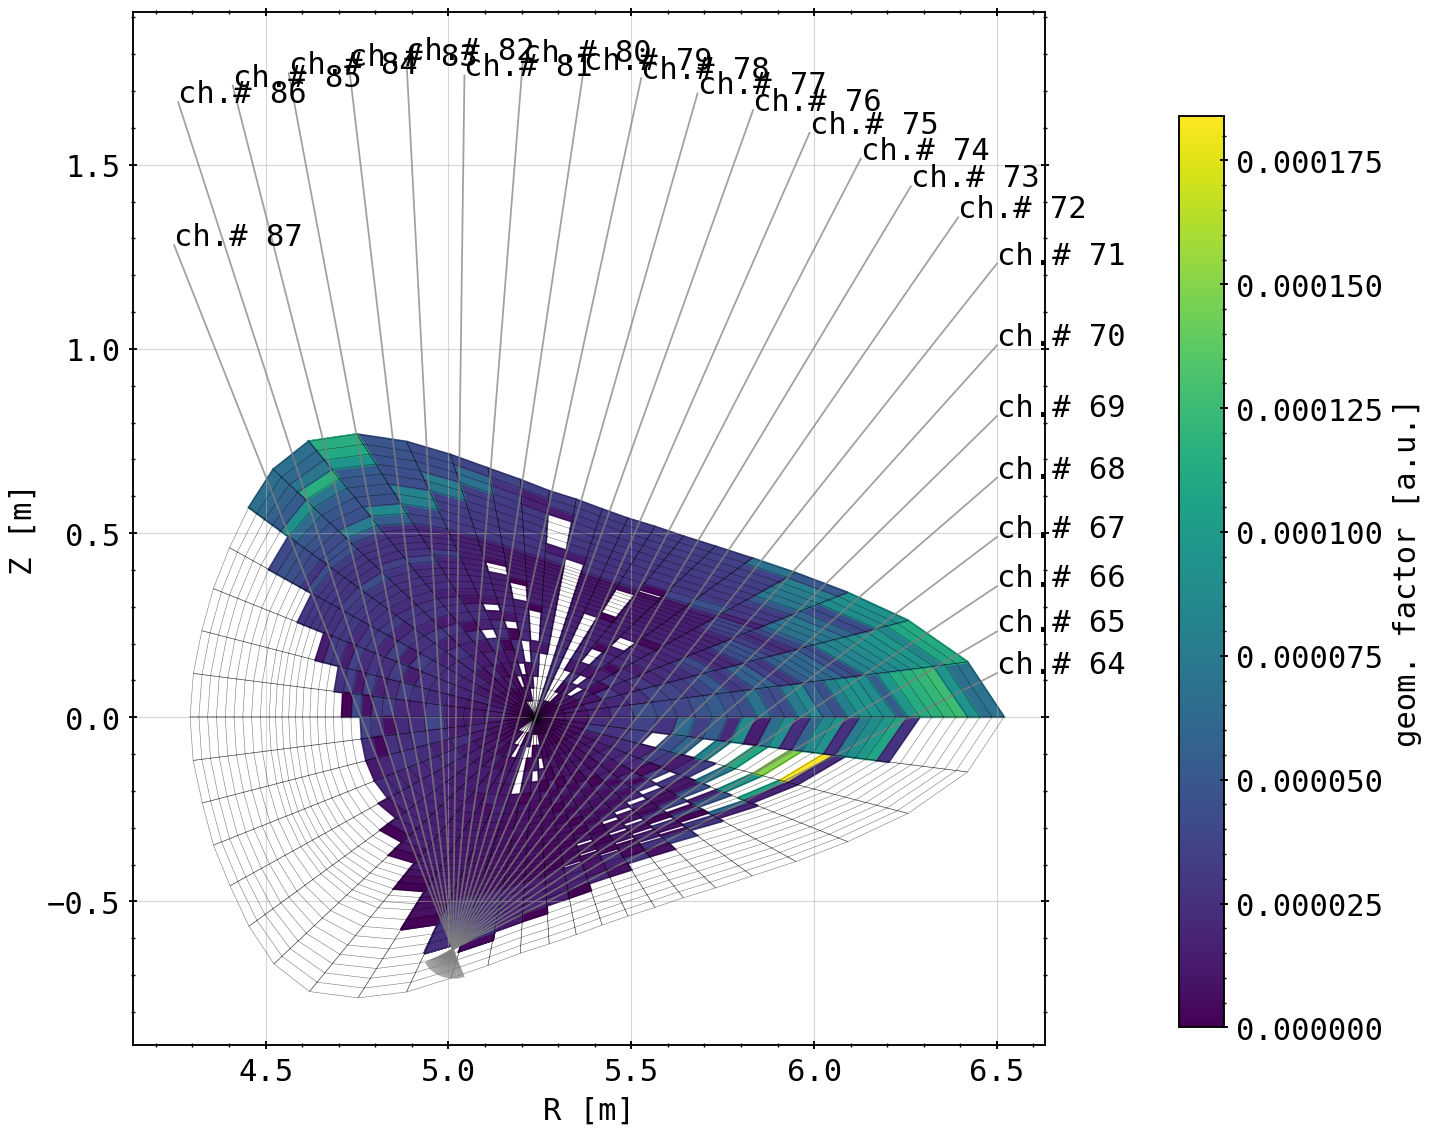 ch.# 82
ch.# 80
ch.# 83
ch.# 79
ch.# 84
ch.# 81
ch.# 78
ch.# 85
ch.# 77
ch.# 86
ch.# 76
ch.# 75
ch.# 74
ch.# 73
ch.# 72
ch.# 87
ch.# 71
ch.# 70
ch.# 69
ch.# 68
ch.# 67
ch.# 66
ch.# 65
ch.# 64
1.5
1.0
0.5
0.0
−0.5
Z [m]
4.5 5.0 5.5 6.0 6.5
R [m]
0.000175
0.000150
0.000125
0.000100
0.000075
0.000050
0.000025
0.000000
geom. factor [a.u.]